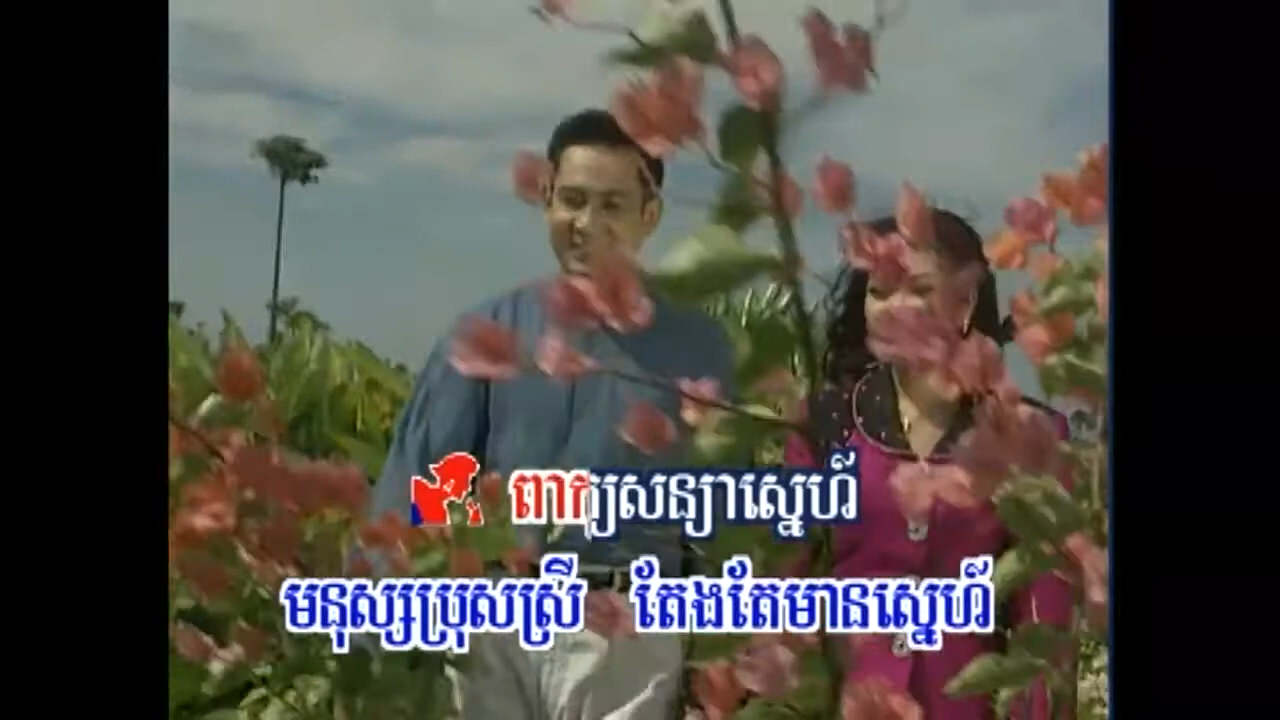 ពាក្យសន្យាស្នេហ៍
មនុស្សប្រុសស្រី តែងតែមានស្នេហ៍